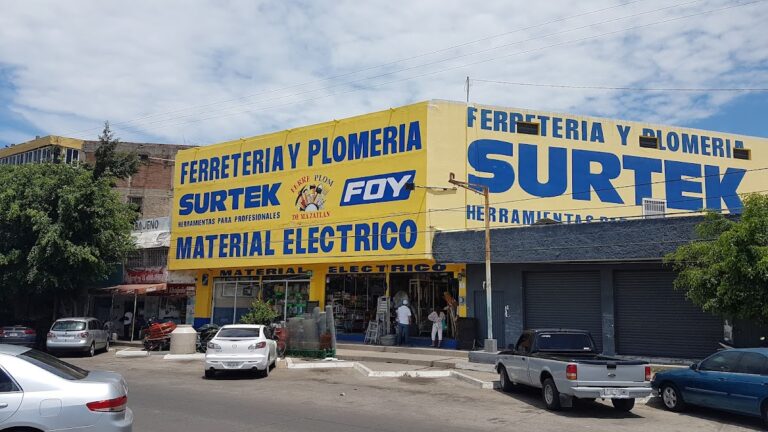 FERRETERIA Y PLOMERIA
SURTEK
HERRAMIENTAS PARA PROFESIONALES
FERRE PLOM
DE MAZATLAN
FOY
MATERIAL ELECTRICO
MATERIAL ELECTRICO
FERRETERIA Y PLOMERIA
SURTEK
HERRAMIENTAS